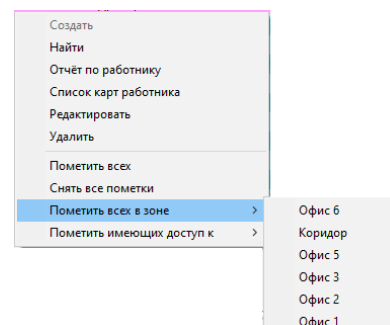 Создать
Найти
Отчёт по работнику
Список карт работника
Редактировать
Удалить
Пометить всех
Снять все пометки
Пометить всех в зоне
Пометить имеющих доступ к
Офис 6
Коридор
Офис 5
Офис 3
Офис 2
Офис 1